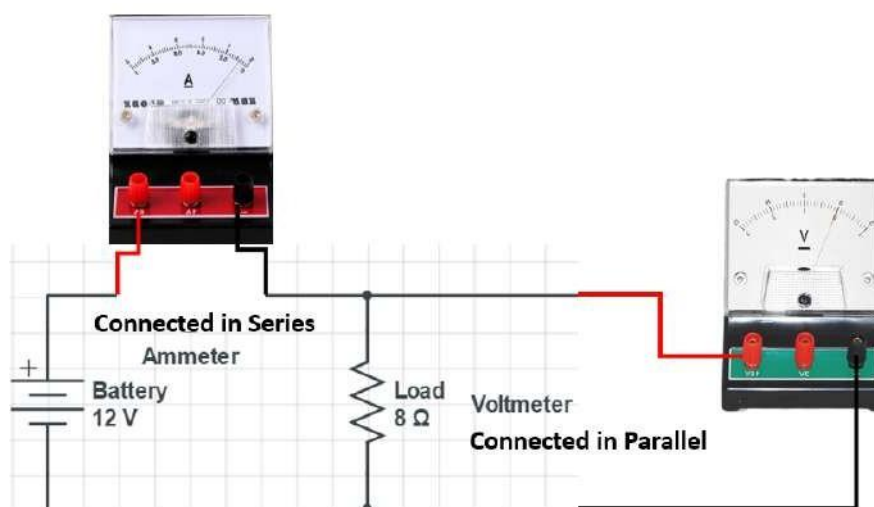 A
V
Connected in Series
Ammeter
+
Battery
12 V
Load
8 Ω
Voltmeter
Connected in Parallel